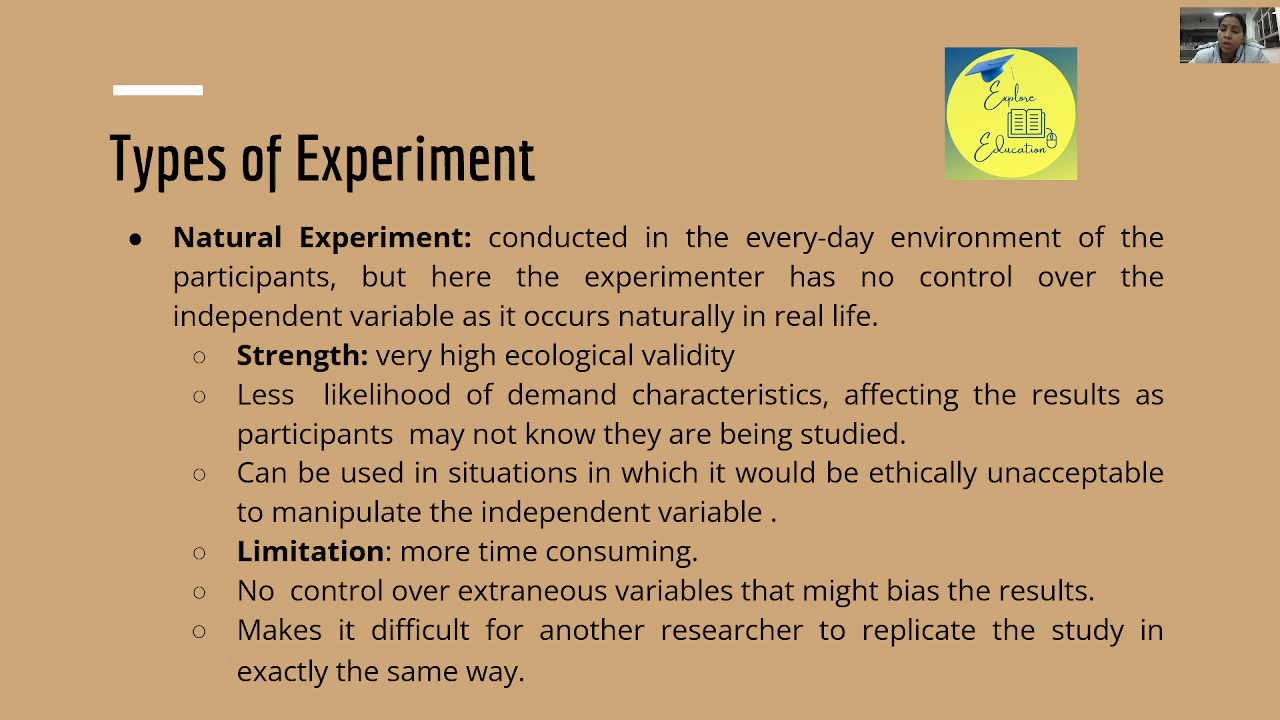 Explore
Education
Types of Experiment
● Natural Experiment: conducted in the every-day environment of the
participants, but here the experimenter has no control over the
independent variable as it occurs naturally in real life.
○ Strength: very high ecological validity
○ Less likelihood of demand characteristics, affecting the results as
participants may not know they are being studied.
○ Can be used in situations in which it would be ethically unacceptable
to manipulate the independent variable .
○ Limitation: more time consuming.
○ No control over extraneous variables that might bias the results.
○ Makes it difficult for another researcher to replicate the study in
exactly the same way.